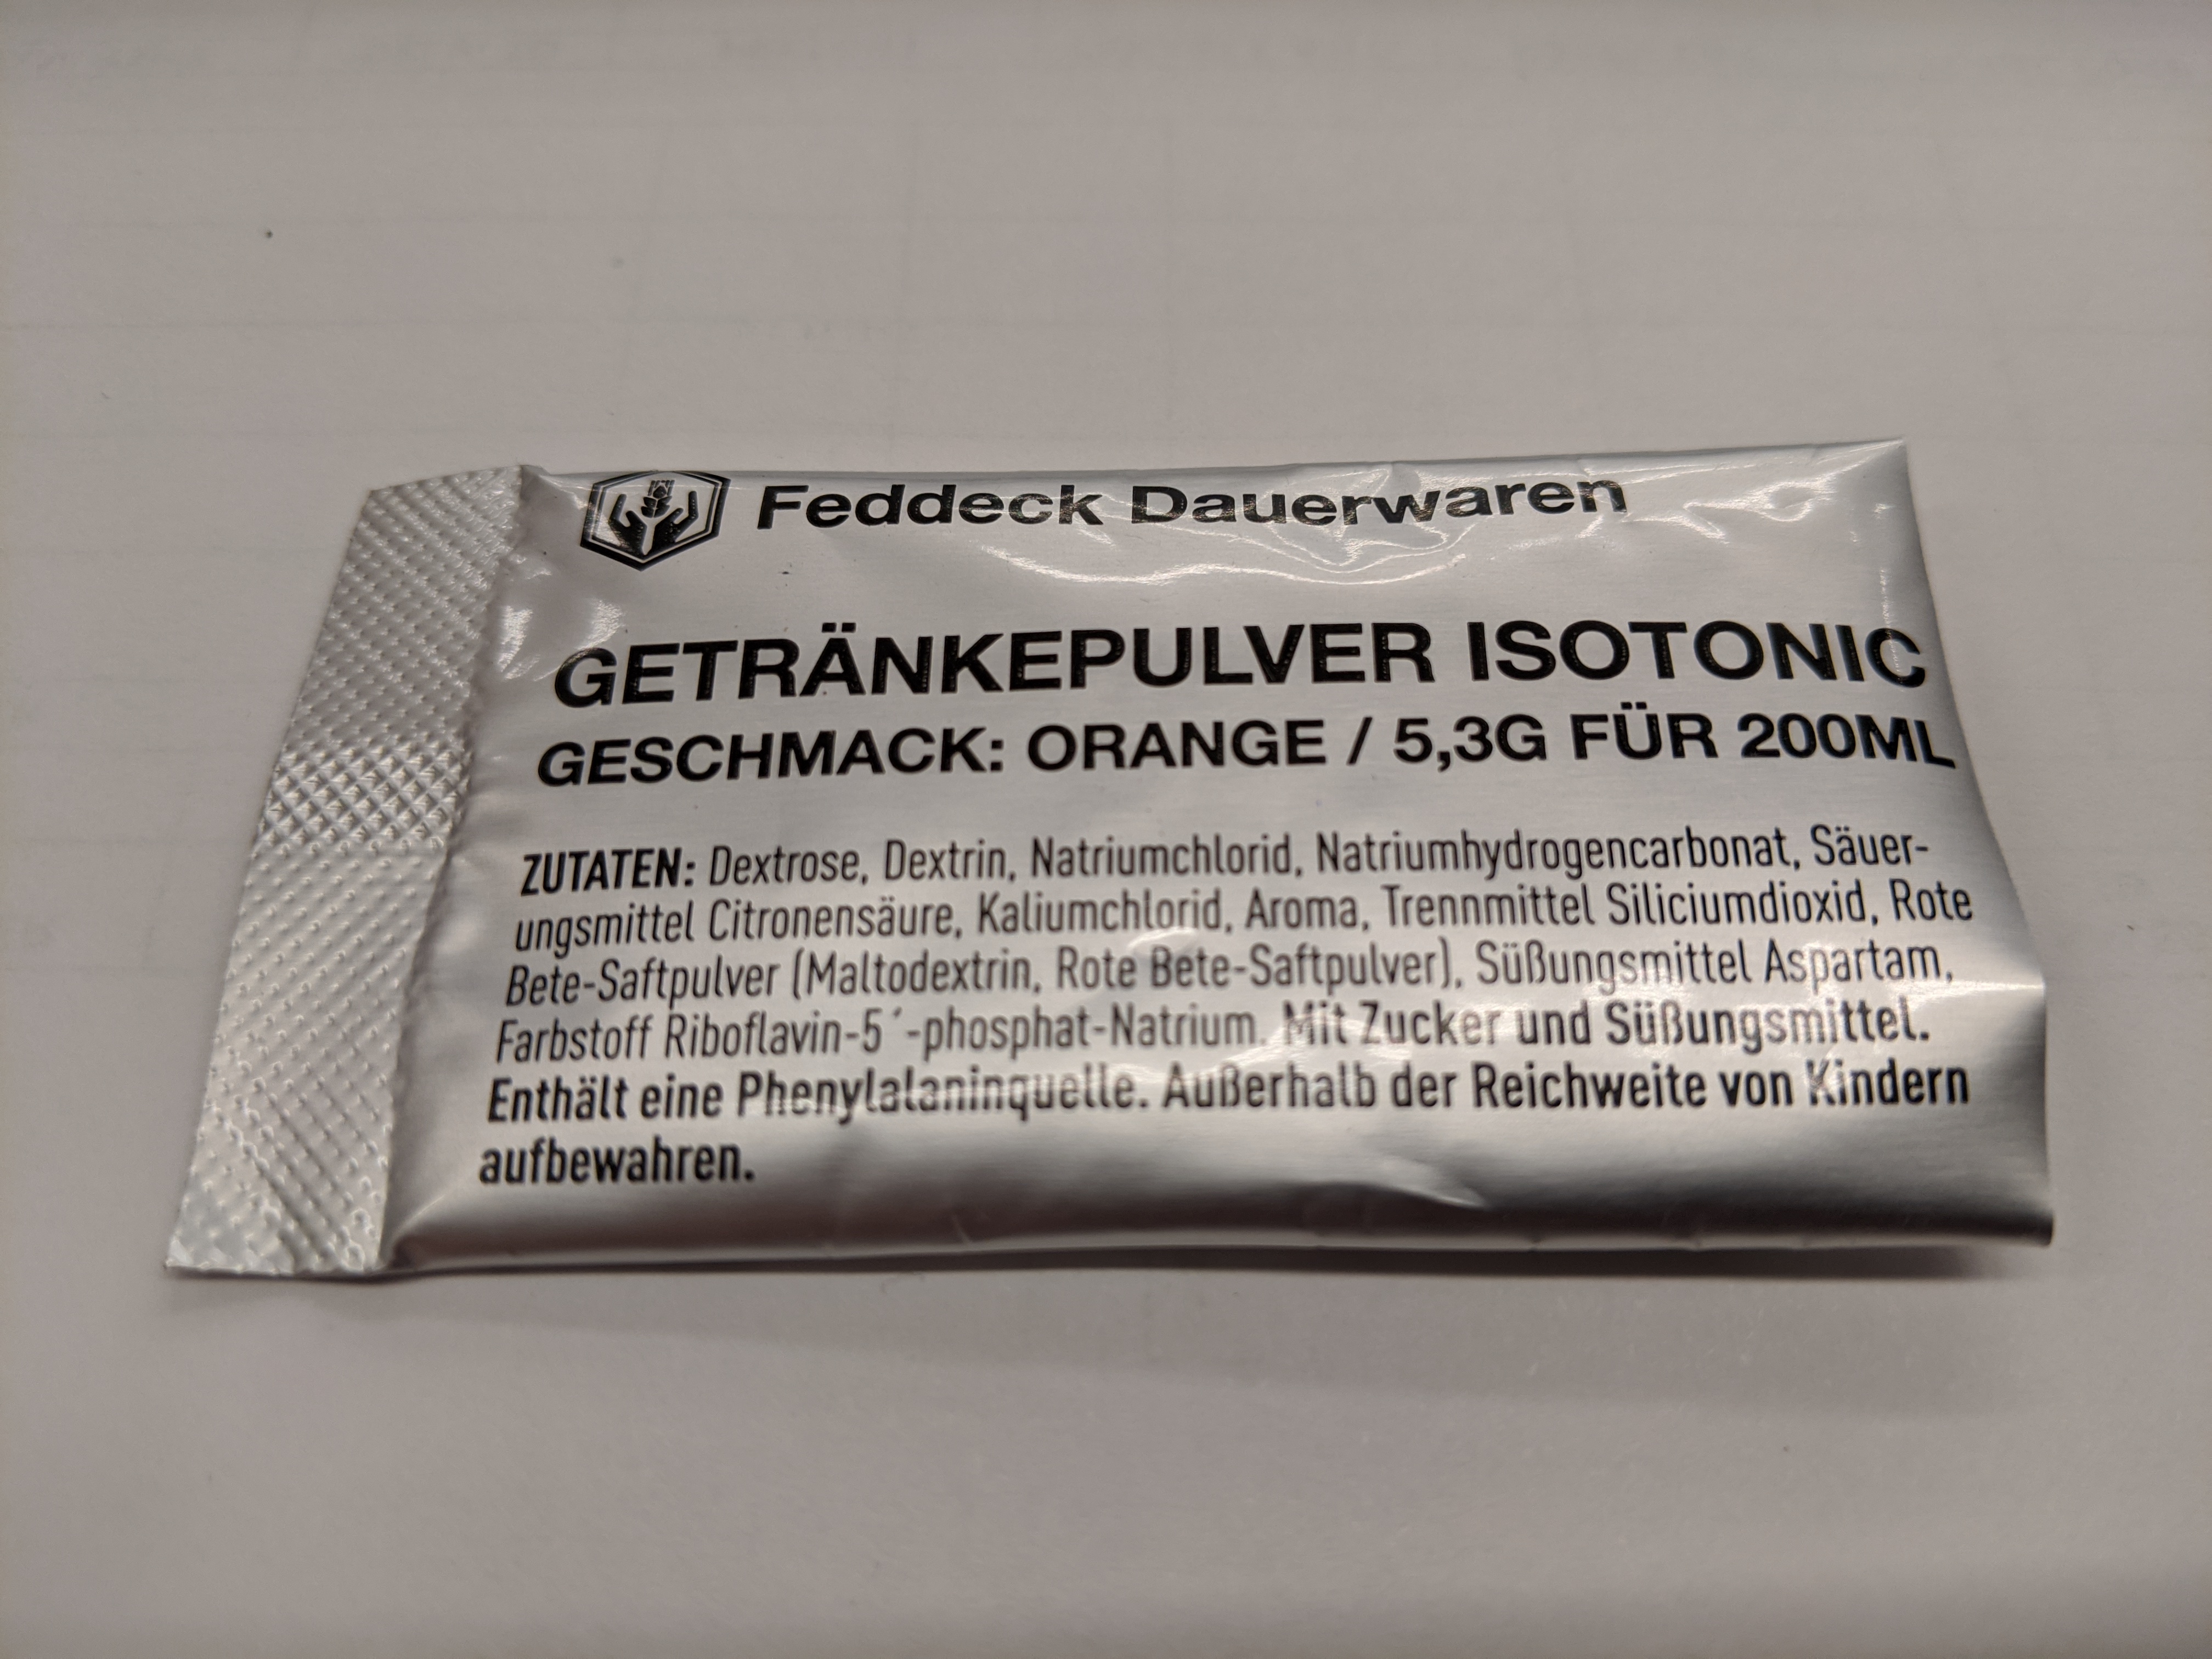 Feddeck Dauerwaren
GETRÄNKEPULVER ISOTONIC
GESCHMACK: ORANGE / 5,3G FÜR 200ML
ZUTATEN: Dextrose, Dextrin, Natriumchlorid, Natriumhydrogencarbonat, Säuer-
ungsmittel Citronensäure, Kaliumchlorid, Aroma, Trennmittel Siliciumdioxid, Rote
Bete-Saftpulver (Maltodextrin, Rote Bete-Saftpulver), Süßungsmittel Aspartam,
Farbstoff Riboflavin-5´-phosphat-Natrium. Mit Zucker und Süßungsmittel.
Enthält eine Phenylalaninquelle. Außerhalb der Reichweite von Kindern
aufbewahren.